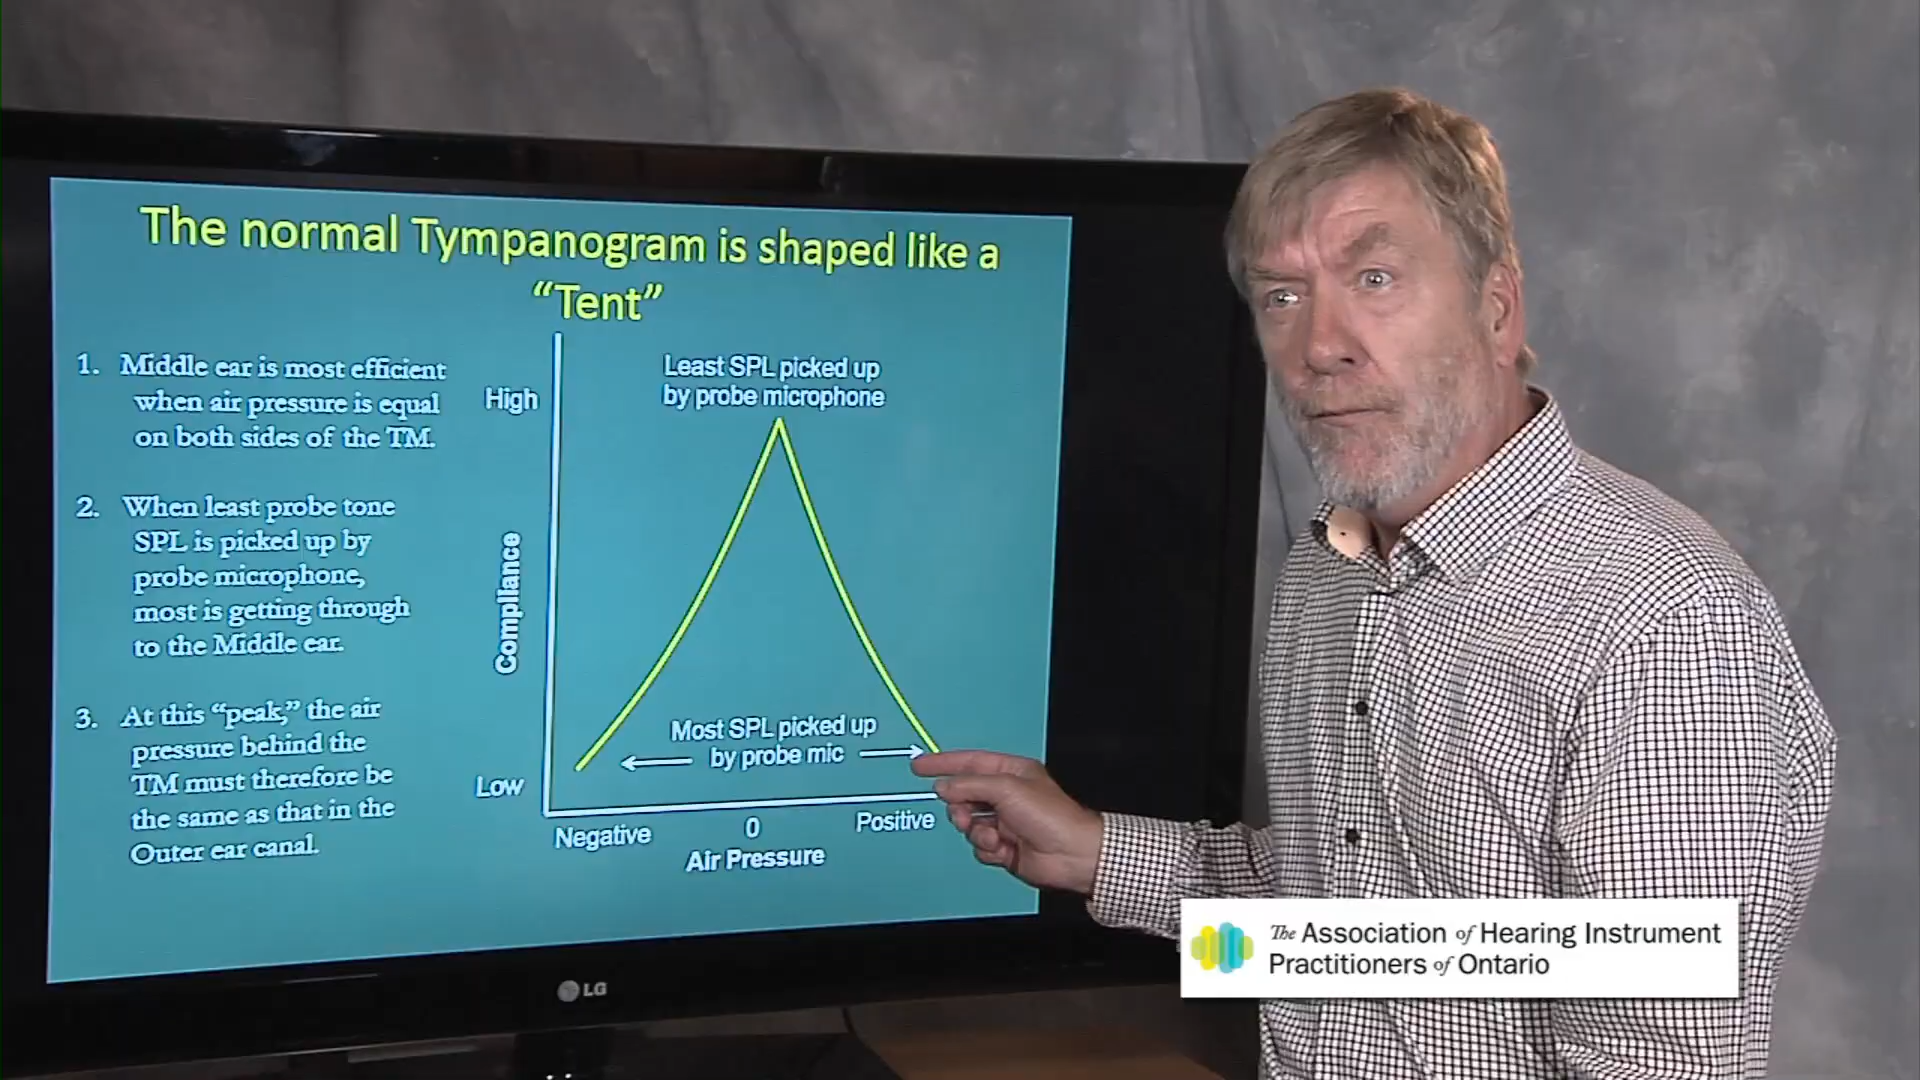 The normal Tympanogram is shaped like a
“Tent”
1. Middle ear is most efficient
when air pressure is equal
on both sides of the TM.
2. When least probe tone
SPL is picked up by
probe microphone,
most is getting through
to the Middle ear.
3. At this “peak,” the air
pressure behind the
TM must therefore be
the same as that in the
Outer ear canal.
High
Compliance
Low
Least SPL picked up
by probe microphone
Most SPL picked up
by probe mic
Negative 0 Positive
Air Pressure
LG
The Association of Hearing Instrument
Practitioners of Ontario